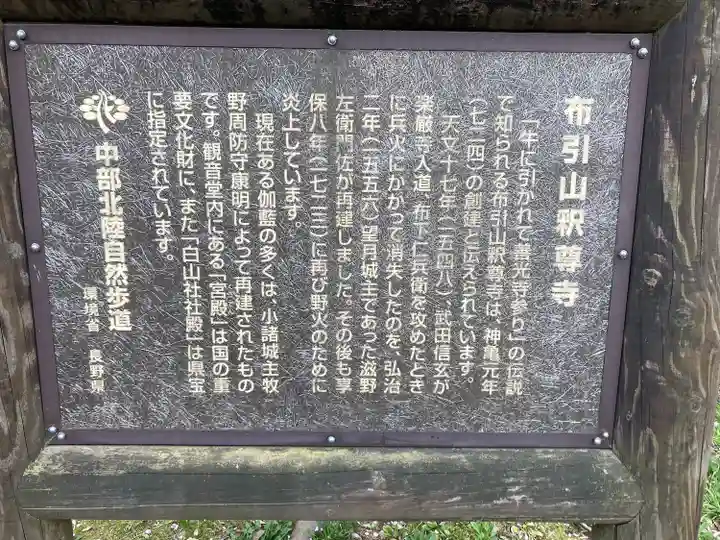 布引山釈尊寺
「牛に引かれて善光寺参り」の伝説
で知られる布引山釈尊寺は、神亀元年
(七二四)の創建と伝えられています。
天文十七年(一五四八)武田信玄が
楽厳寺入道、布下仁兵衛を攻めたとき
に兵火にかかって消失したのを、弘治
二年(一五五六)望月城主であった滋野
左衛門佐が再建しました。その後も享
保八年(一七二三)に再び野火のために
炎上しています。
現在ある伽藍の多くは、小諸城主牧
野周防守康明によって再建されたもの
です。観音堂内にある「宮殿」は国の重
要文化財に、また「白山社社殿」は県宝
に指定されています。
中部北陸自然歩道
環境省 長野県